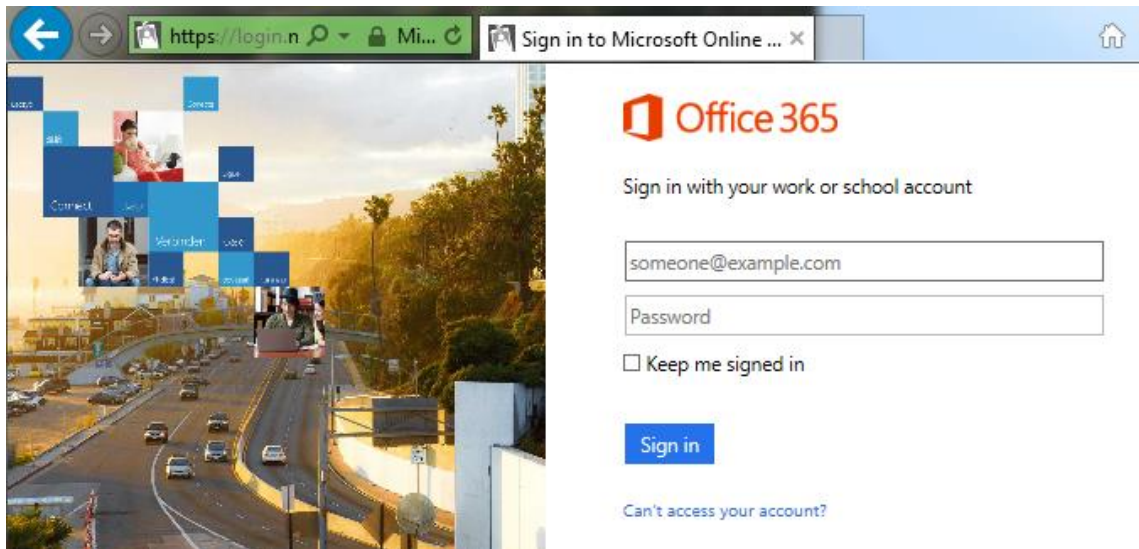 https://login.n
Mi...
Sign in to Microsoft Online ...
Connect
Verbinden
Office 365
Sign in with your work or school account
someone@example.com
Password
Keep me signed in
Sign in
Can't access your account?